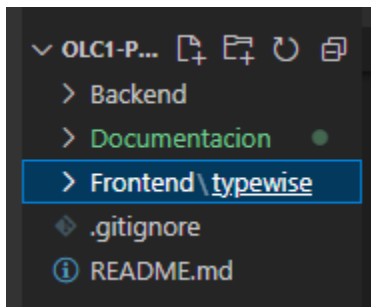 OLC1-P...
Backend
Documentacion
Frontend\typewise
.gitignore
README.md